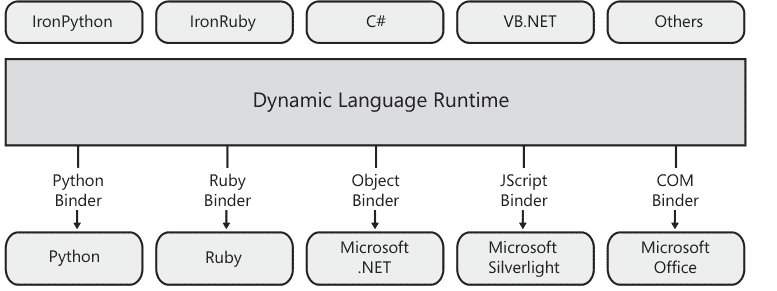 IronPython
IronRuby
C#
VB.NET
Others
Dynamic Language Runtime
Python
Binder
Ruby
Binder
Object
Binder
JScript
Binder
COM
Binder
Python
Ruby
Microsoft
.NET
Microsoft
Silverlight
Microsoft
Office